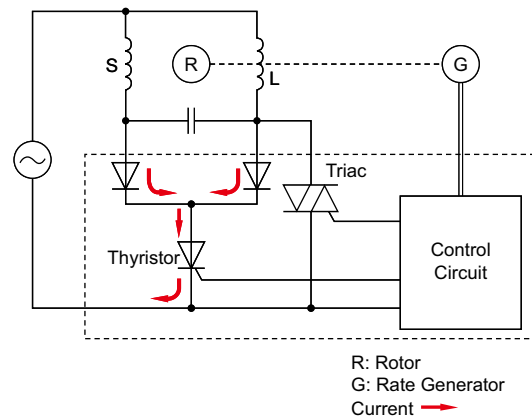 S
R
L
G
Triac
Thyristor
Control
Circuit
R: Rotor
G: Rate Generator
Current